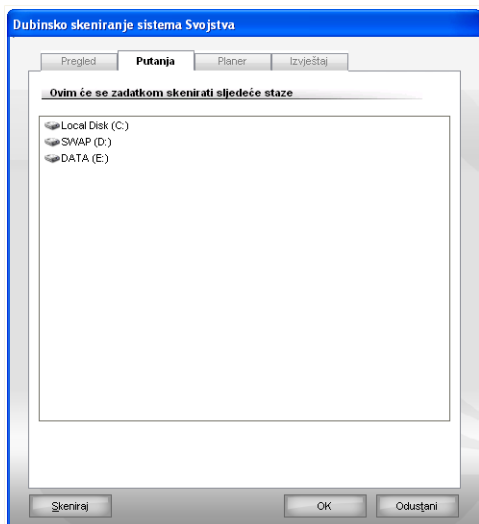 Dubinsko skeniranje sistema Svojstva
Pregled Putanja Planer Izvještaj
Ovim će se zadatkom skenirati sljedeće staze
Local Disk (C:)
SWAP (D:)
DATA (E:)
Skeniraj OK Odustani